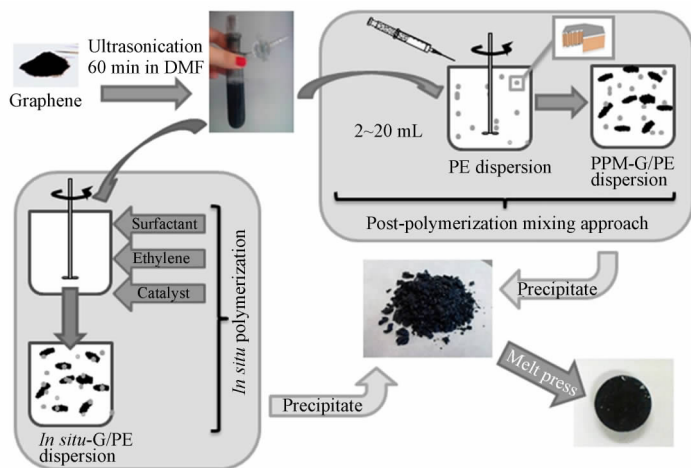 Ultrasonication
60 min in DMF
Graphene
2~20 mL
PE dispersion
PPM-G/PE
dispersion
Post-polymerization mixing approach
Surfactant
Ethylene
Catalyst
In situ polymerization
In situ-G/PE
dispersion
Precipitate
Precipitate
Melt press